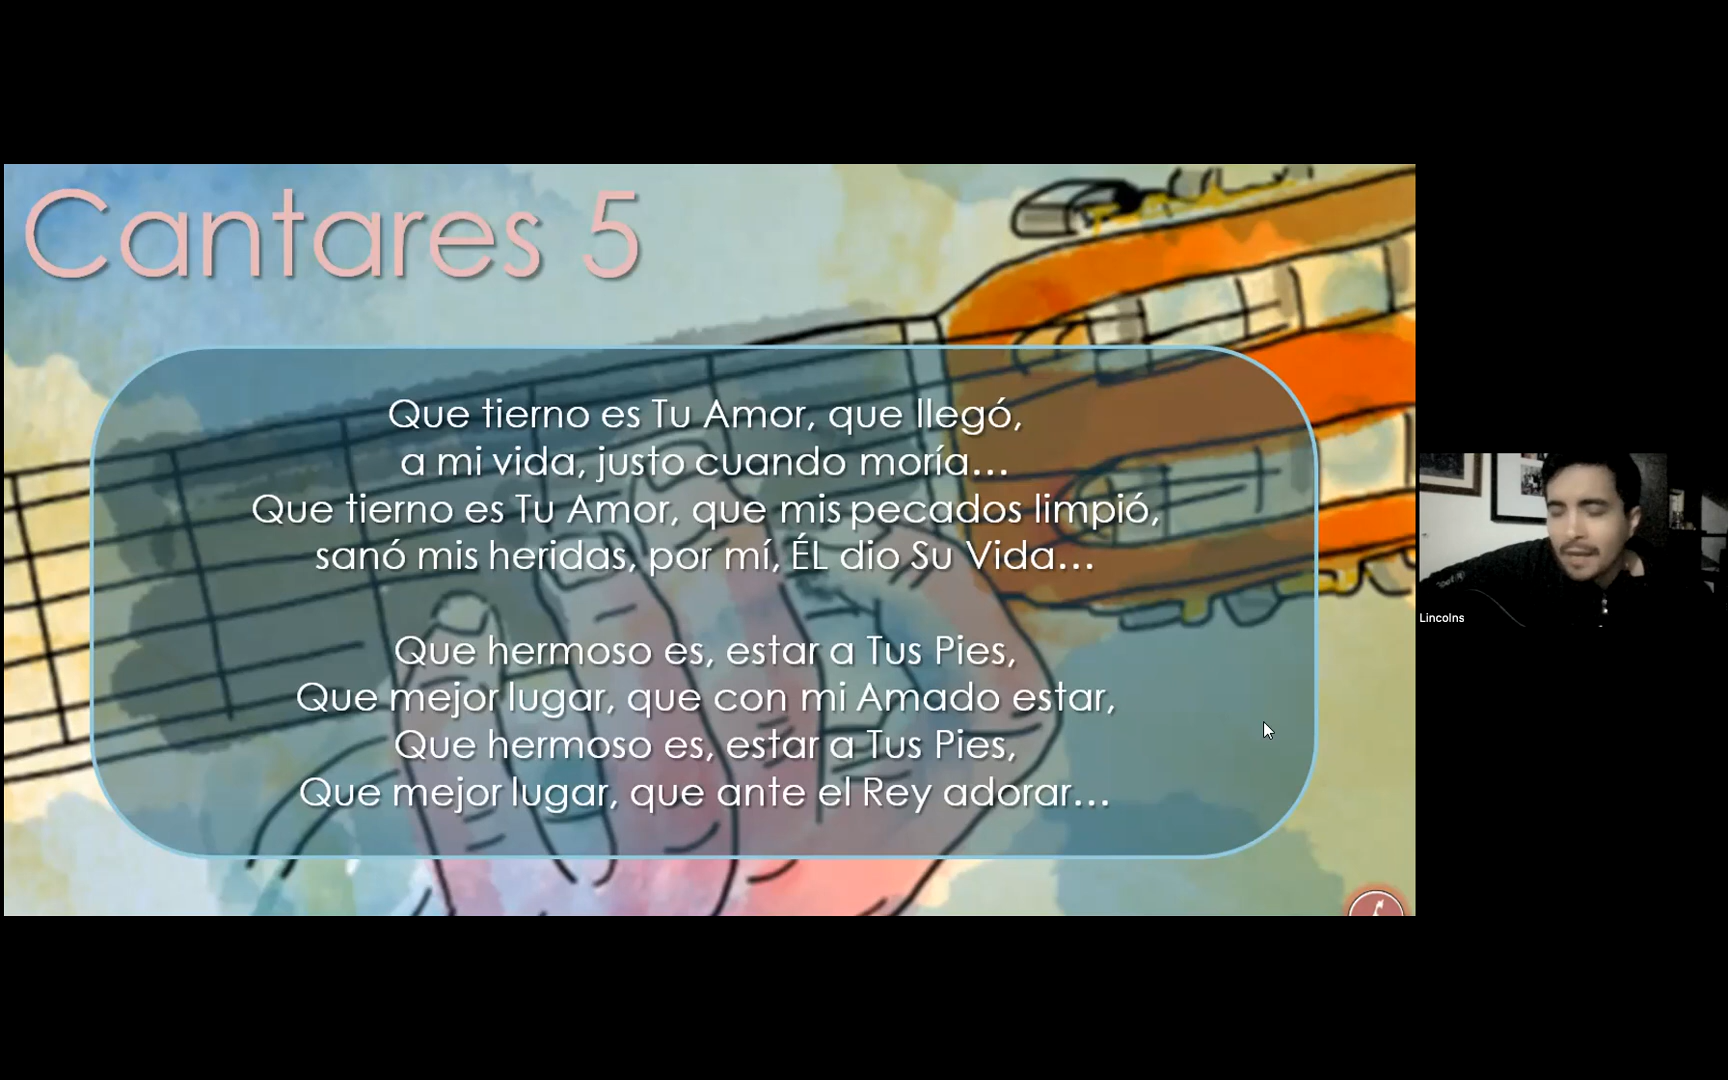 Cantares 5
Que tierno es Tu Amor, que llegó,
a mi vida, justo cuando moría...
Que tierno es Tu Amor, que mis pecados limpió,
sanó mis heridas, por mí, ÉL dio Su Vida...
Que hermoso es, estar a Tus Pies,
Que mejor lugar, que con mi Amado estar,
Que hermoso es, estar a Tus Pies,
Que mejor lugar, que ante el Rey adorar...
Lincolns